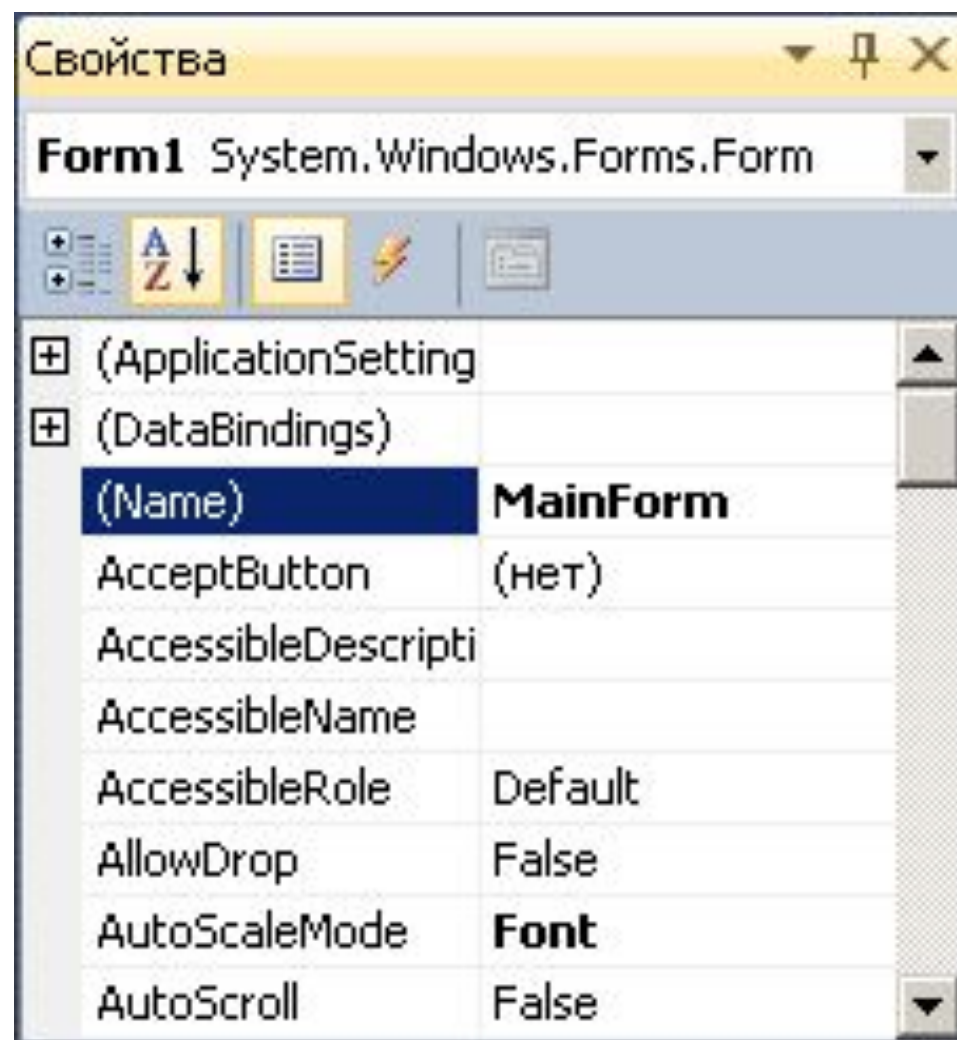 Свойства
Form1 System.Windows.Forms.Form
A
Z
(ApplicationSetting
(DataBindings)
(Name) MainForm
AcceptButton (нет)
AccessibleDescripti
AccessibleName
AccessibleRole Default
AllowDrop False
AutoScaleMode Font
AutoScroll False